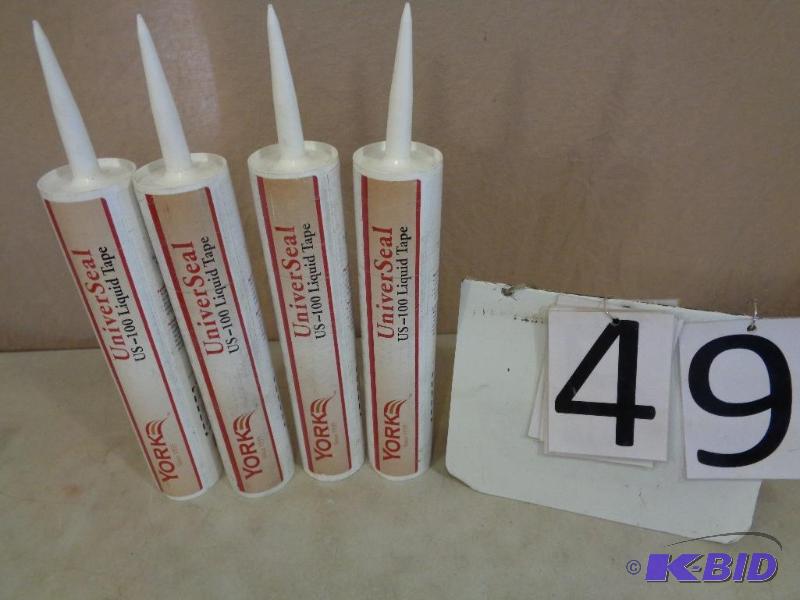 UniverSeal
US-100 Liquid Tape
YORK
UniverSeal
US-100 Liquid Tape
YORK
UniverSeal
US-100 Liquid Tape
YORK
UniverSeal
US-100 Liquid Tape
YORK
49
© K-BID